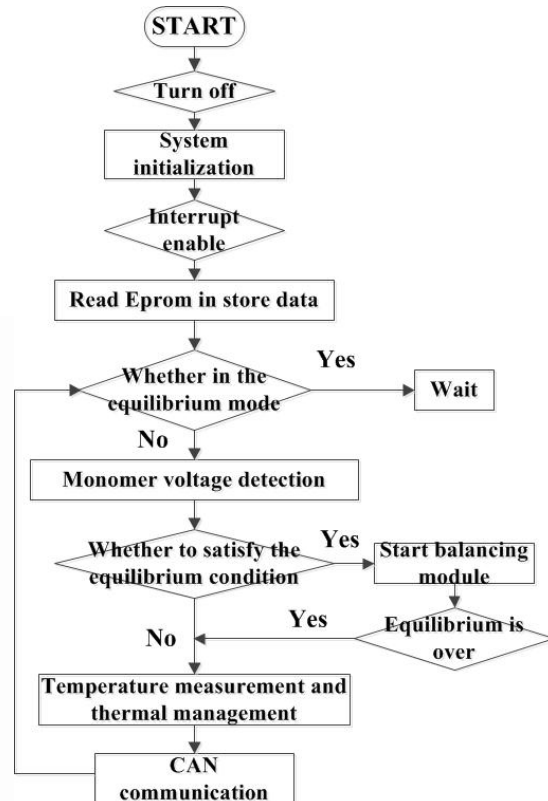 START
Turn off
System
initialization
Interrupt
enable
Read Eprom in store data
Whether in the
equilibrium mode
Yes
Wait
No
Monomer voltage detection
Whether to satisfy the
equilibrium condition
Yes
Start balancing
module
Equilibrium is
over
Yes
No
Temperature measurement and
thermal management
CAN
communication